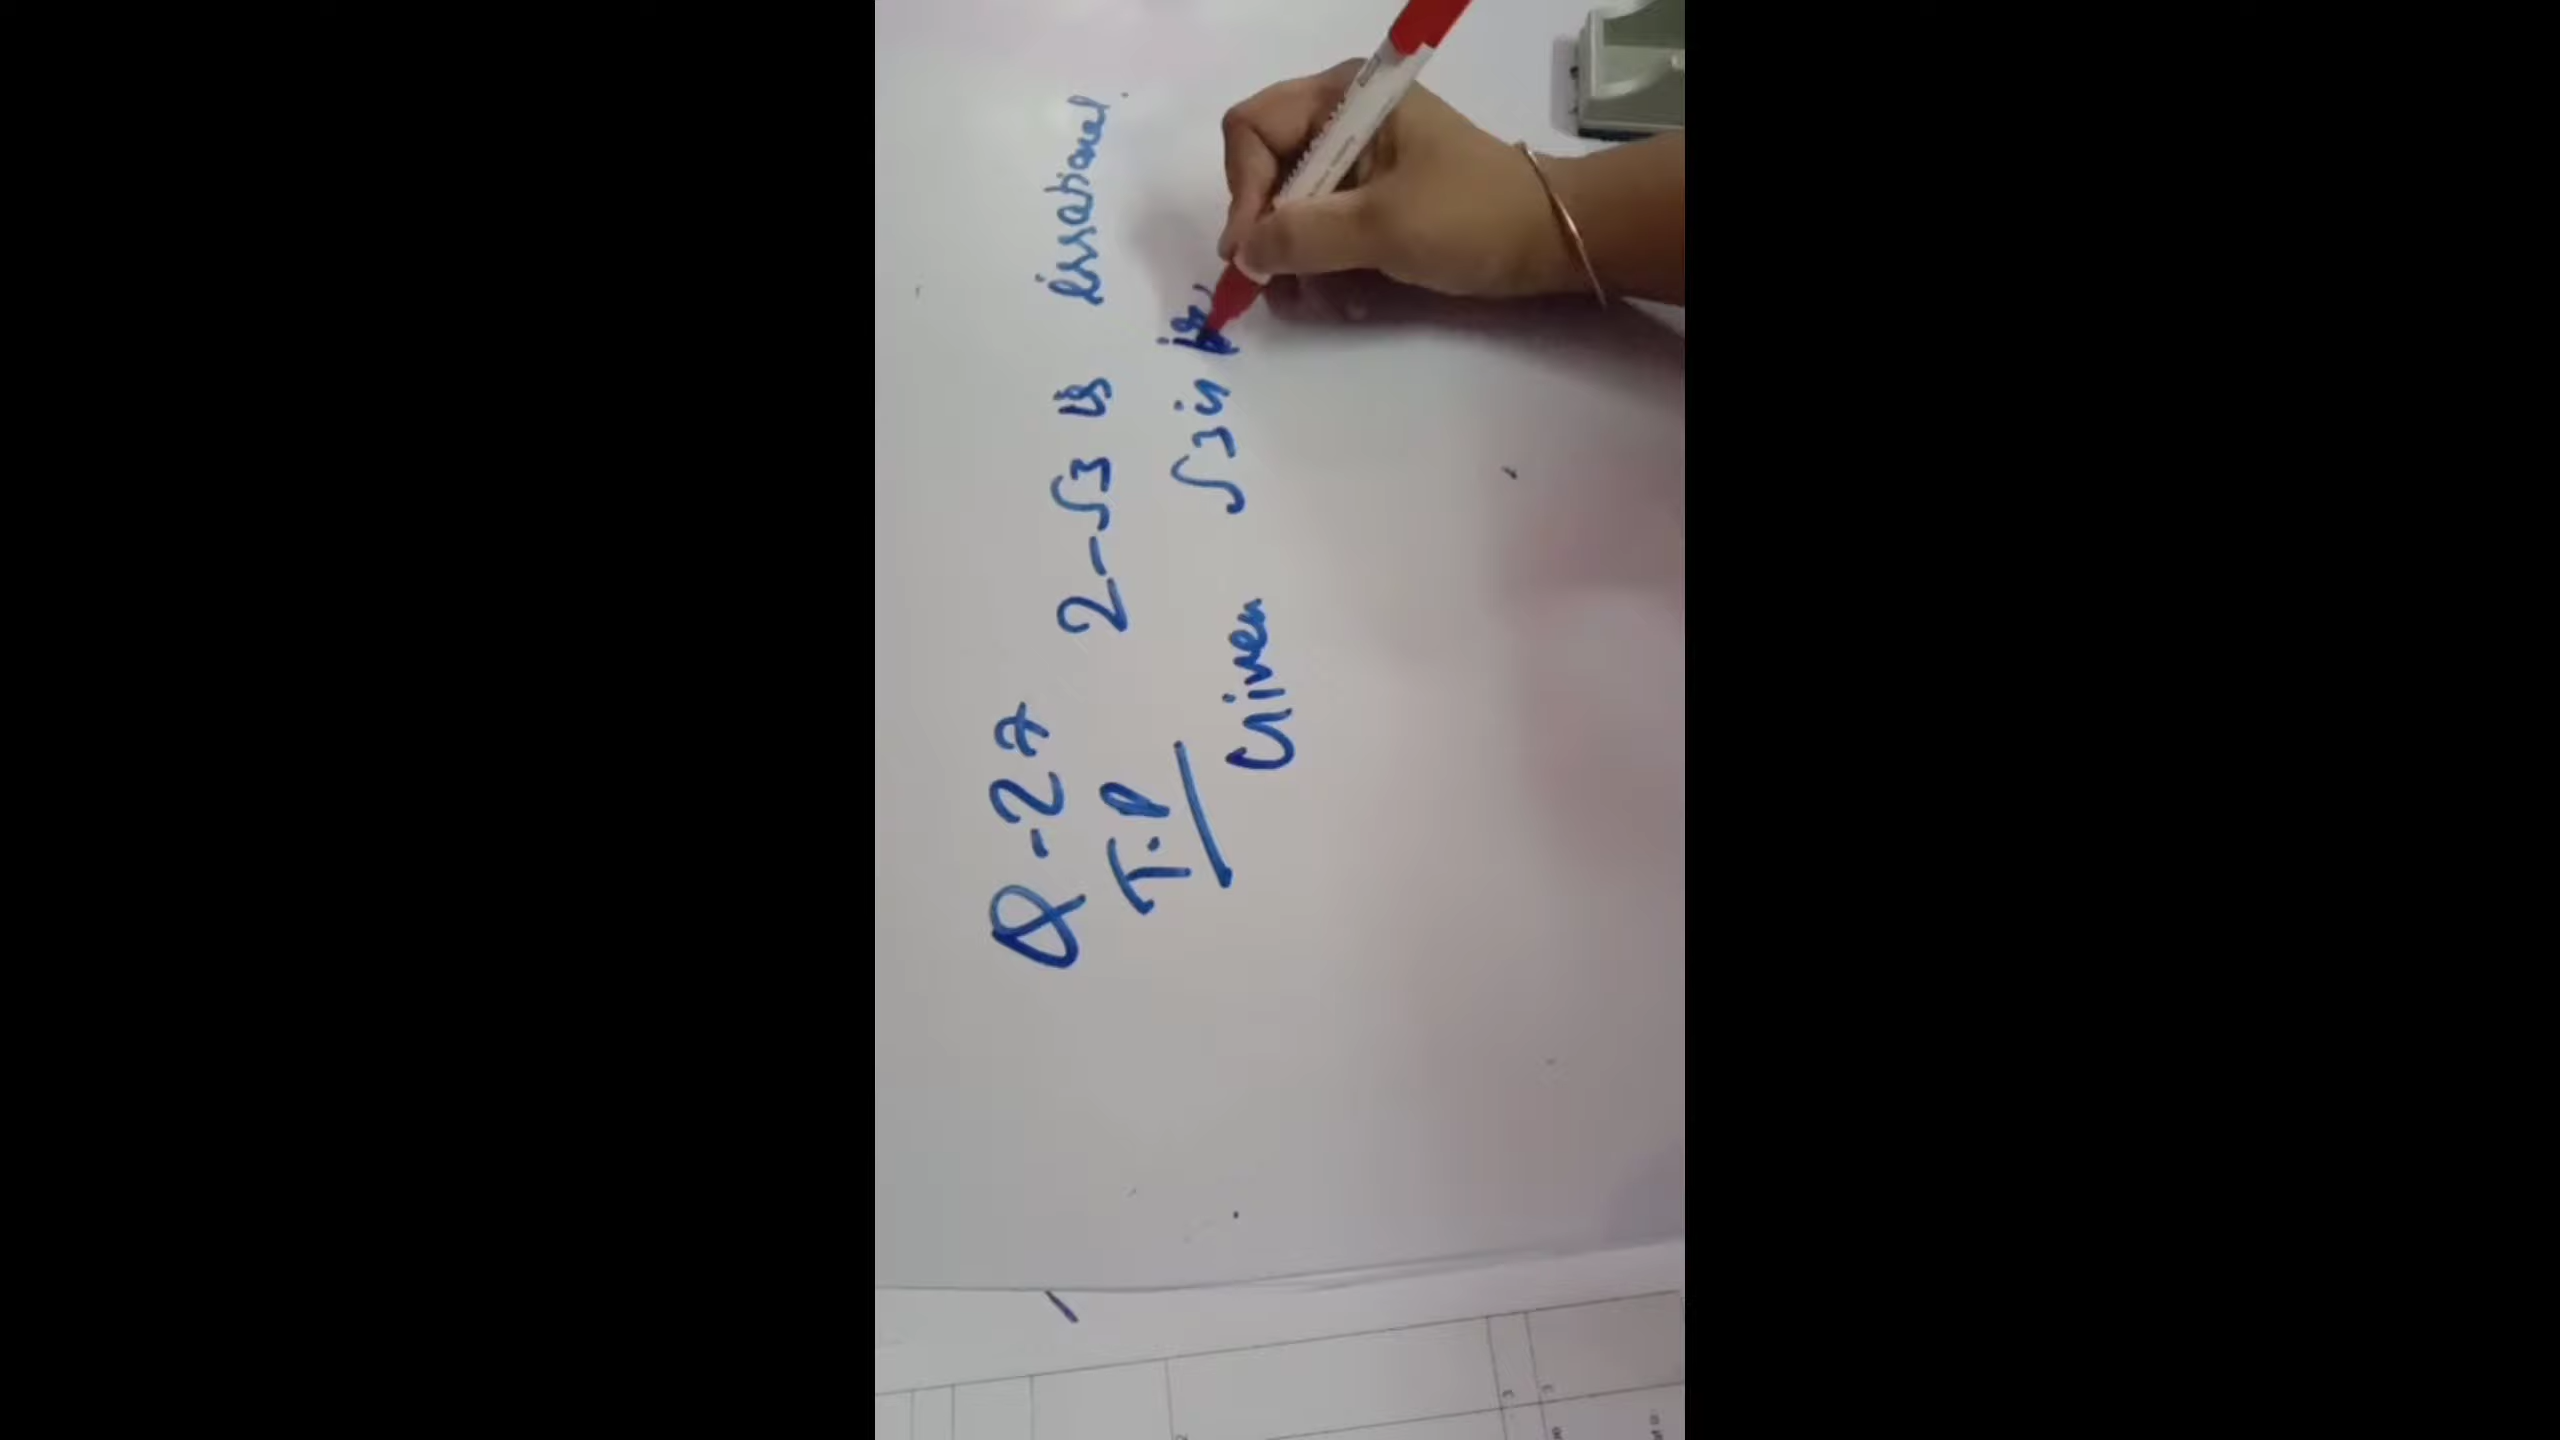 Q-27
T.P 2-√3 is irrational.
Given √3 is